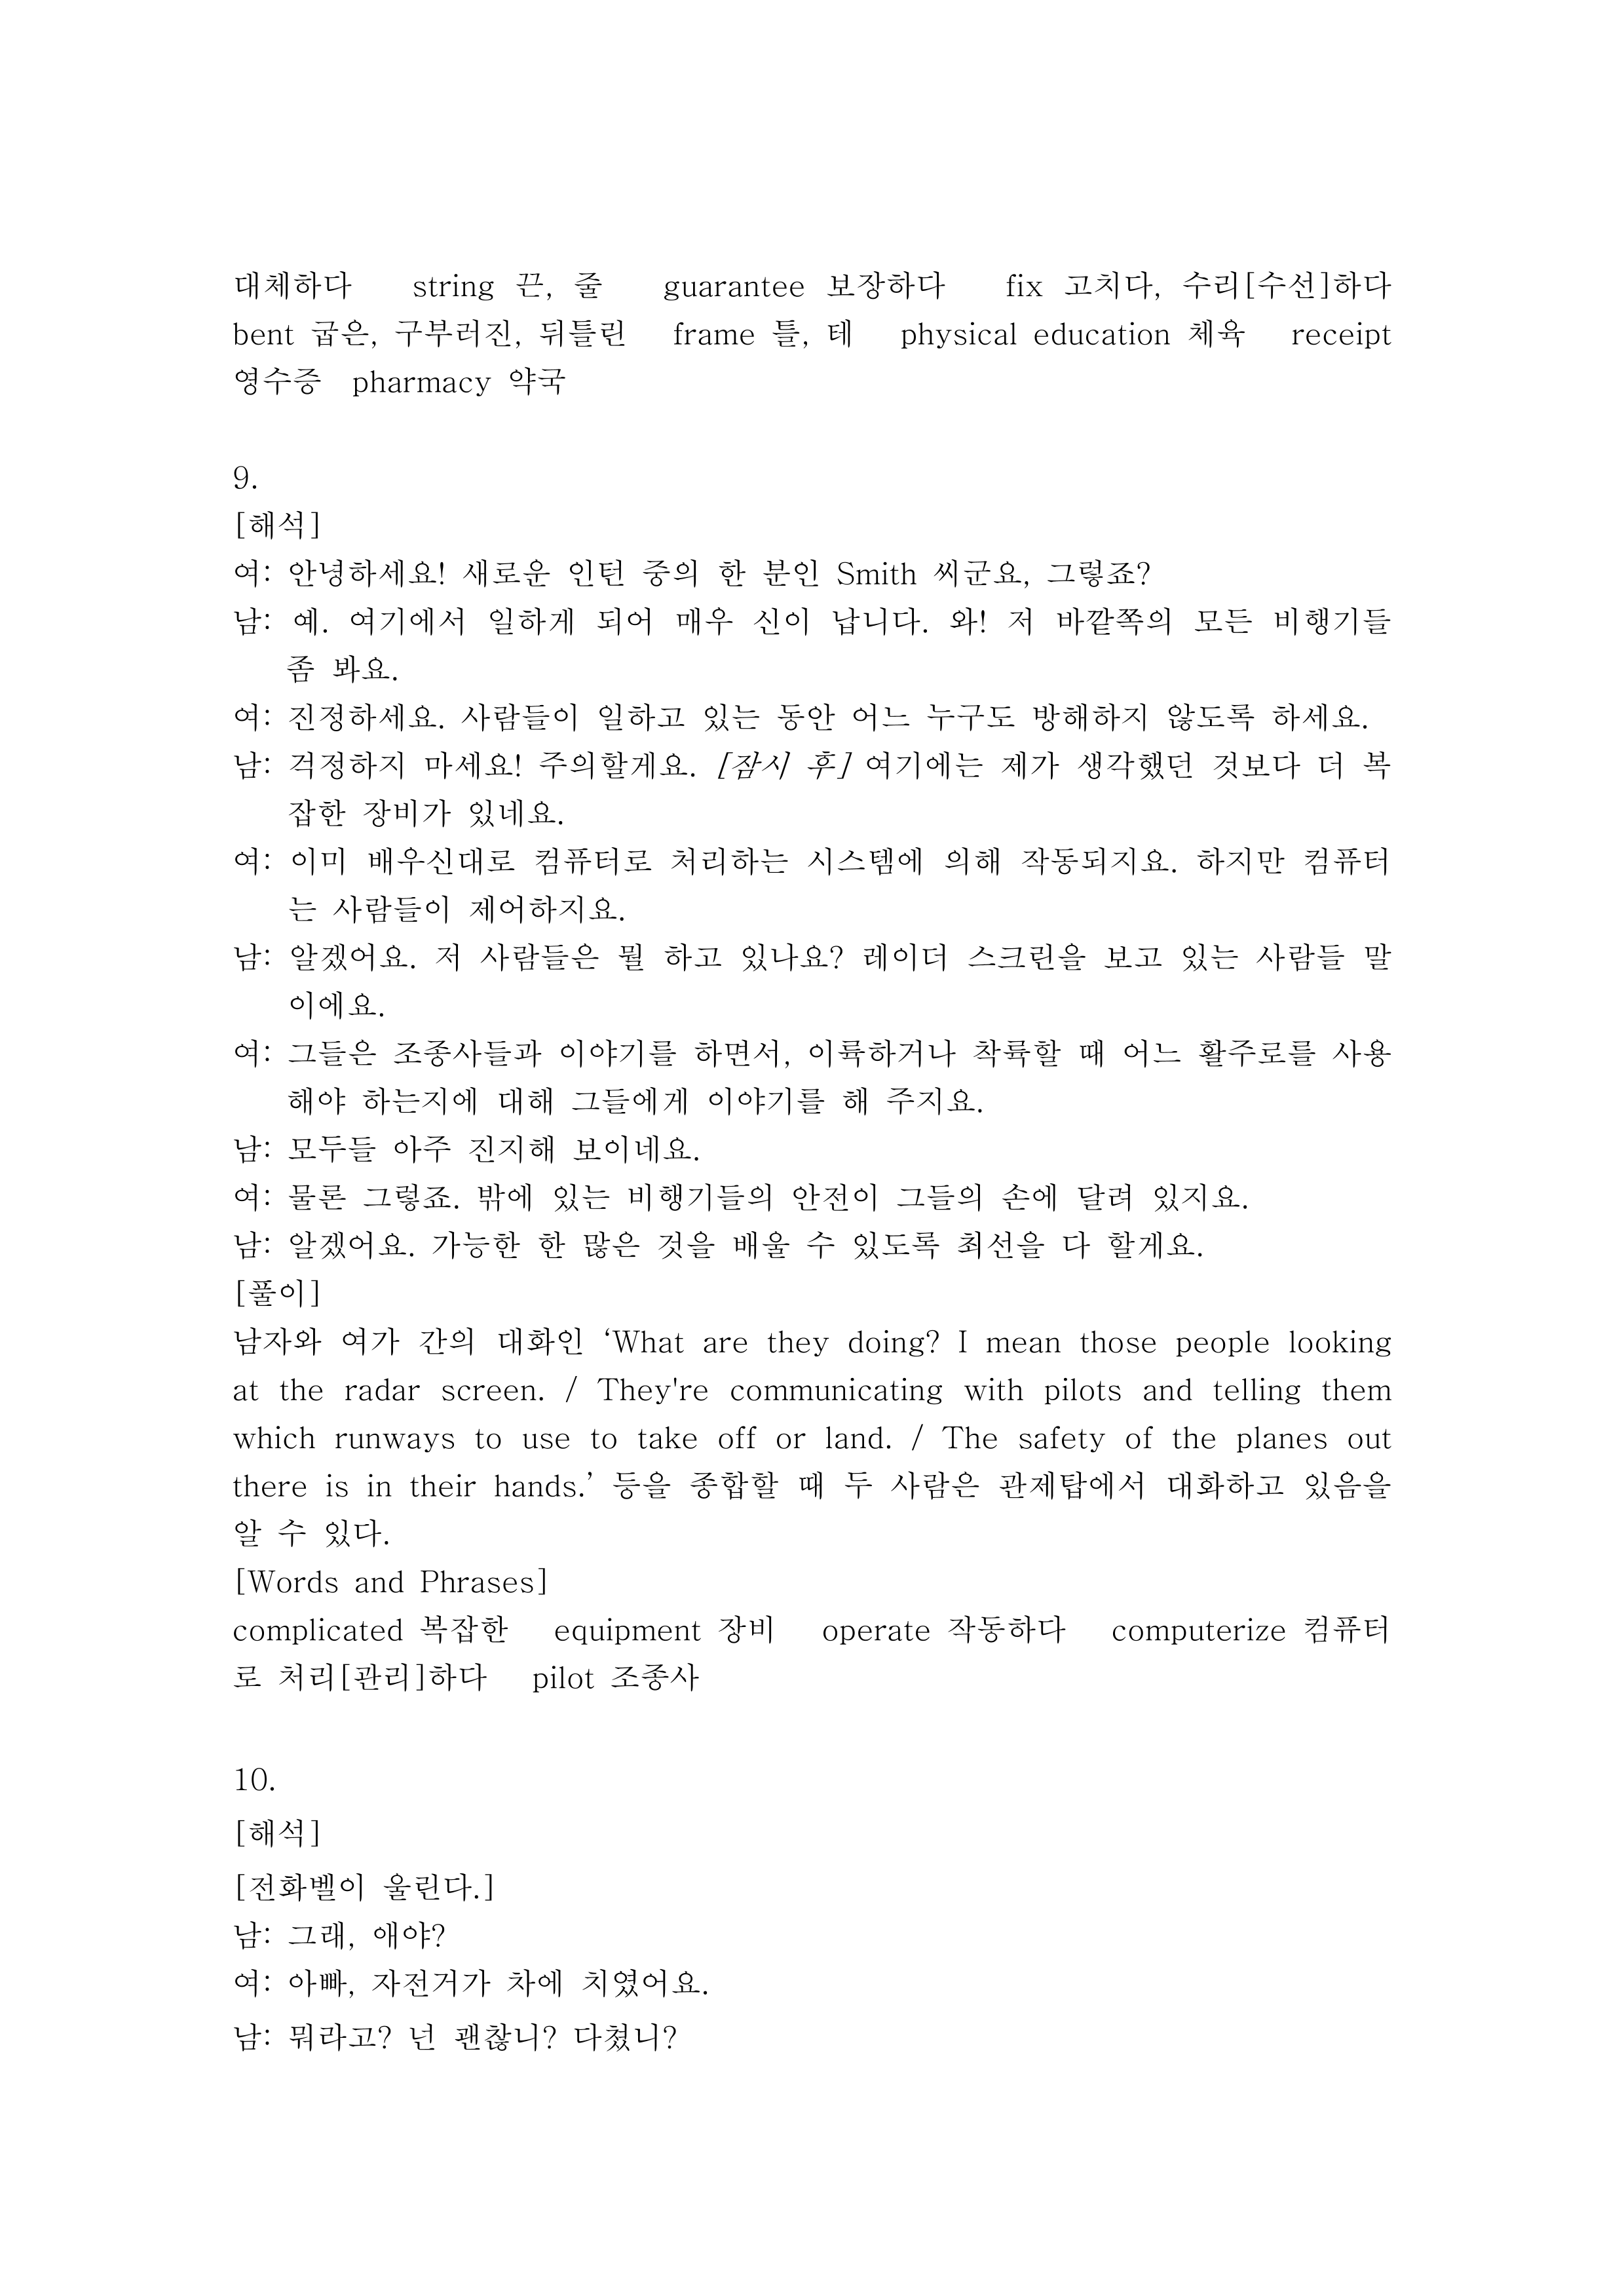 대체하다 string 끈, 줄 guarantee 보장하다 fix 고치다, 수리[수선]하다
bent 굽은, 구부러진, 뒤틀린 frame 틀, 테 physical education 체육 receipt
영수증 pharmacy 약국
9.
[해석]
여: 안녕하세요! 새로운 인턴 중의 한 분인 Smith 씨군요, 그렇죠?
남: 예. 여기에서 일하게 되어 매우 신이 납니다. 와! 저 바깥쪽의 모든 비행기들
좀 봐요.
여: 진정하세요. 사람들이 일하고 있는 동안 어느 누구도 방해하지 않도록 하세요.
남: 걱정하지 마세요! 주의할게요. [잠시 후] 여기에는 제가 생각했던 것보다 더 복
잡한 장비가 있네요.
여: 이미 배우신대로 컴퓨터로 처리하는 시스템에 의해 작동되지요. 하지만 컴퓨터
는 사람들이 제어하지요.
남: 알겠어요. 저 사람들은 뭘 하고 있나요? 레이더 스크린을 보고 있는 사람들 말
이에요.
여: 그들은 조종사들과 이야기를 하면서, 이륙하거나 착륙할 때 어느 활주로를 사용
해야 하는지에 대해 그들에게 이야기를 해 주지요.
남: 모두들 아주 진지해 보이네요.
여: 물론 그렇죠. 밖에 있는 비행기들의 안전이 그들의 손에 달려 있지요.
남: 알겠어요. 가능한 한 많은 것을 배울 수 있도록 최선을 다 할게요.
[풀이]
남자와 여가 간의 대화인 ‘What are they doing? I mean those people looking
at the radar screen. / They're communicating with pilots and telling them
which runways to use to take off or land. / The safety of the planes out
there is in their hands.’ 등을 종합할 때 두 사람은 관제탑에서 대화하고 있음을
알 수 있다.
[Words and Phrases]
complicated 복잡한 equipment 장비 operate 작동하다 computerize 컴퓨터
로 처리[관리]하다 pilot 조종사
10.
[해석]
[전화벨이 울린다.]
남: 그래, 애야?
여: 아빠, 자전거가 차에 치였어요.
남: 뭐라고? 넌 괜찮니? 다쳤니?